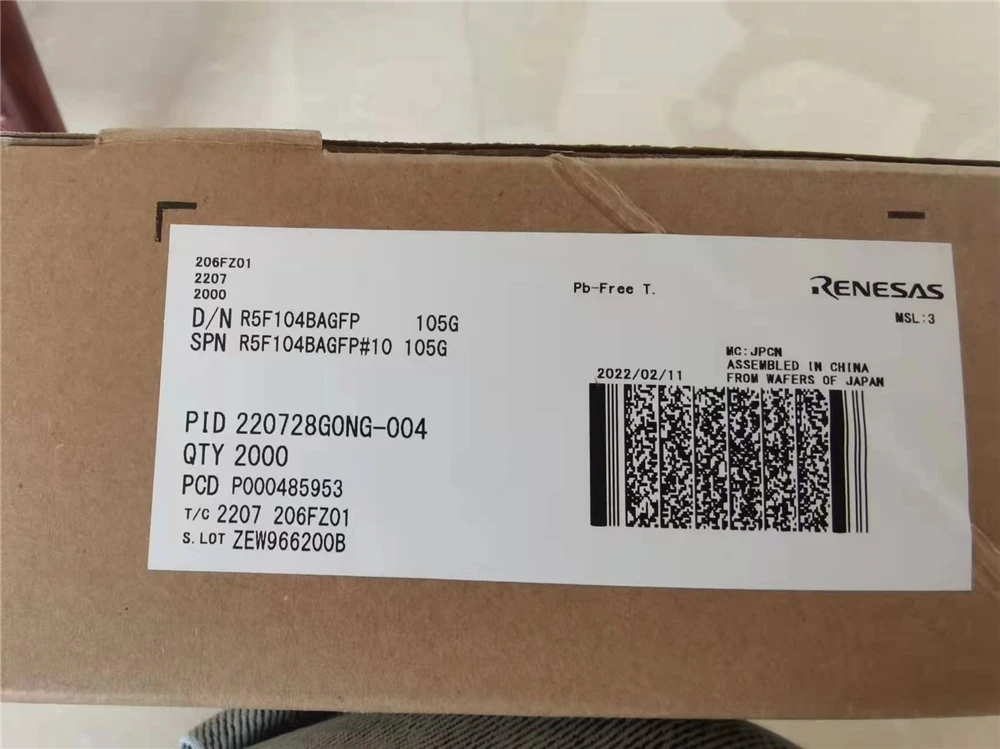 206FZ01
2207
2000
D/N R5F104BAGFP 105G
SPN R5F104BAGFP#10 105G
PID 220728G0NG-004
QTY 2000
PCD P000485953
T/C 2207 206FZ01
S.LOT ZEW966200B
Pb-Free T.
RENESAS
MSL:3
MC:JPCN
ASSEMBLED IN CHINA
FROM WAFERS OF JAPAN
2022/02/11